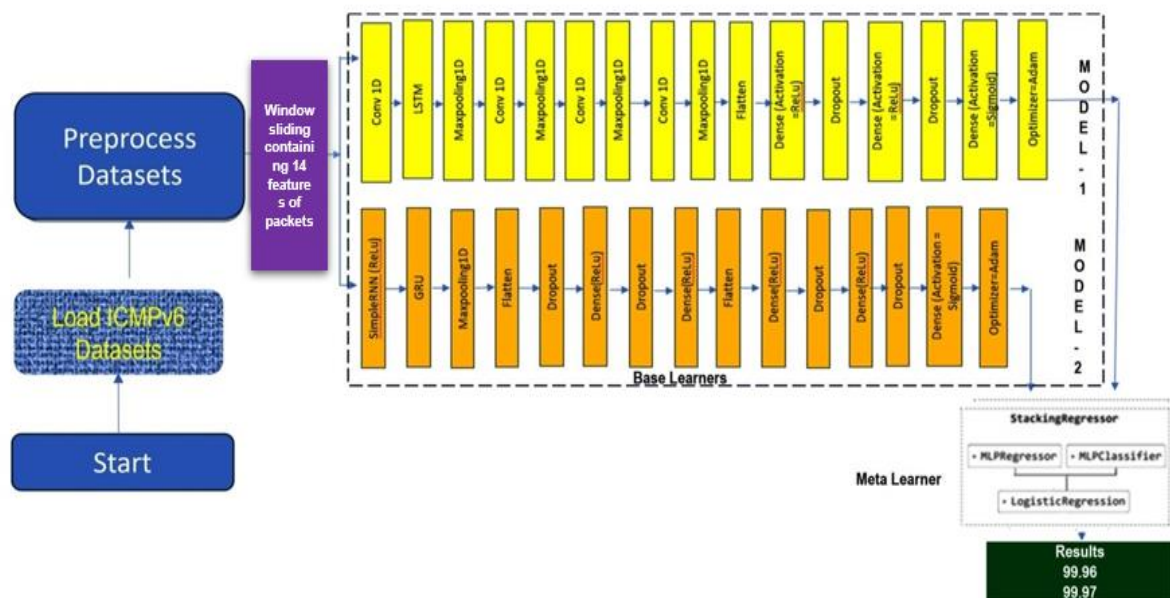 Start
Load ICMPv6
Datasets
Preprocess
Datasets
Window
sliding
containi
ng 14
feature
s of
packets
Conv 1D
LSTM
Maxpooling1D
Conv 1D
Maxpooling1D
Conv 1D
Maxpooling1D
Conv 1D
Maxpooling1D
Flatten
Dense (Activation
=ReLu)
Dropout
Dense (Activation
=ReLu)
Dropout
Dense (Activation
=Sigmoid)
Optimizer=Adam
MODEL-1
SimpleRNN (ReLu)
GRU
Maxpooling1D
Flatten
Dropout
Dense(ReLu)
Dropout
Dense(ReLu)
Flatten
Dense(ReLu)
Dropout
Dense(ReLu)
Dropout
Dense (Activation =
Sigmoid)
Optimizer=Adam
MODEL-2
Base Learners
StackingRegressor
MLPRegressor
MLPClassifier
LogisticRegression
Meta Learner
Results
99.96
99.97